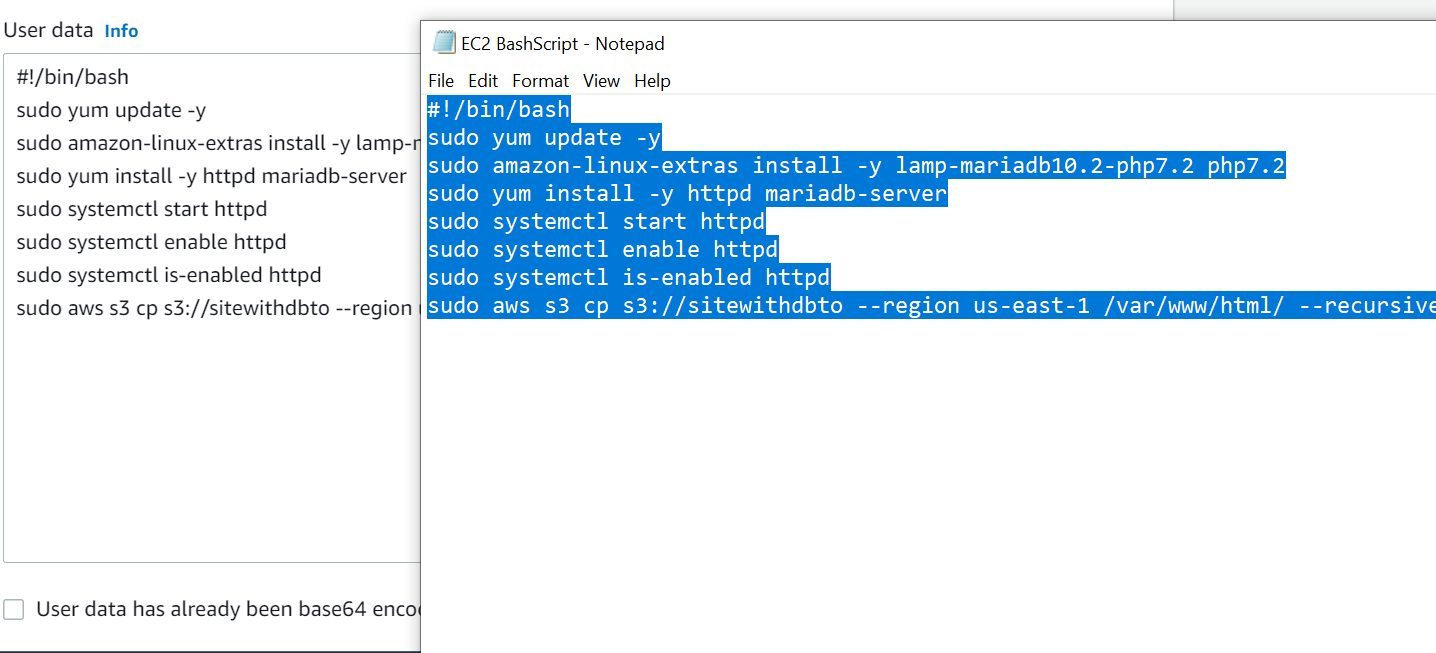 User data Info
#!/bin/bash
sudo yum update -y
sudo amazon-linux-extras install -y
sudo yum install -y httpd mariadb-server
sudo systemctl start httpd
sudo systemctl enable httpd
sudo systemctl is-enabled httpd
sudo aws s3 cp s3://sitewithdbto --region
User data has already been base64
EC2 BashScript - Notepad
File Edit Format View Help
#!/bin/bash
sudo yum update -y
sudo amazon-linux-extras install -y lamp-mariadb10.2-php7.2 php7.2
sudo yum install -y httpd mariadb-server
sudo systemctl start httpd
sudo systemctl enable httpd
sudo systemctl is-enabled httpd
sudo aws s3 cp s3://sitewithdbto --region us-east-1 /var/www/html/ --recursive